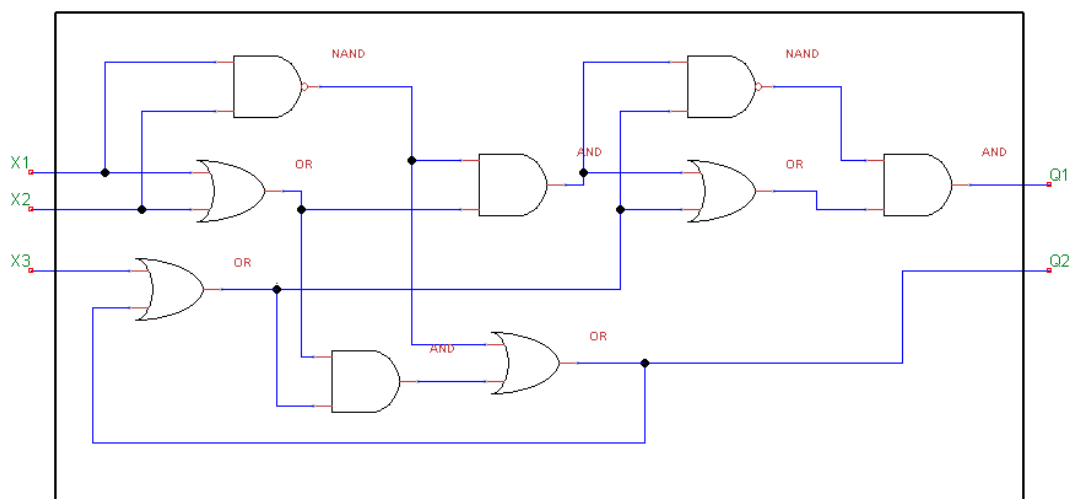 NAND
NAND
X1
OR
AND
OR
AND
Q1
X2
X3
OR
Q2
AND
OR